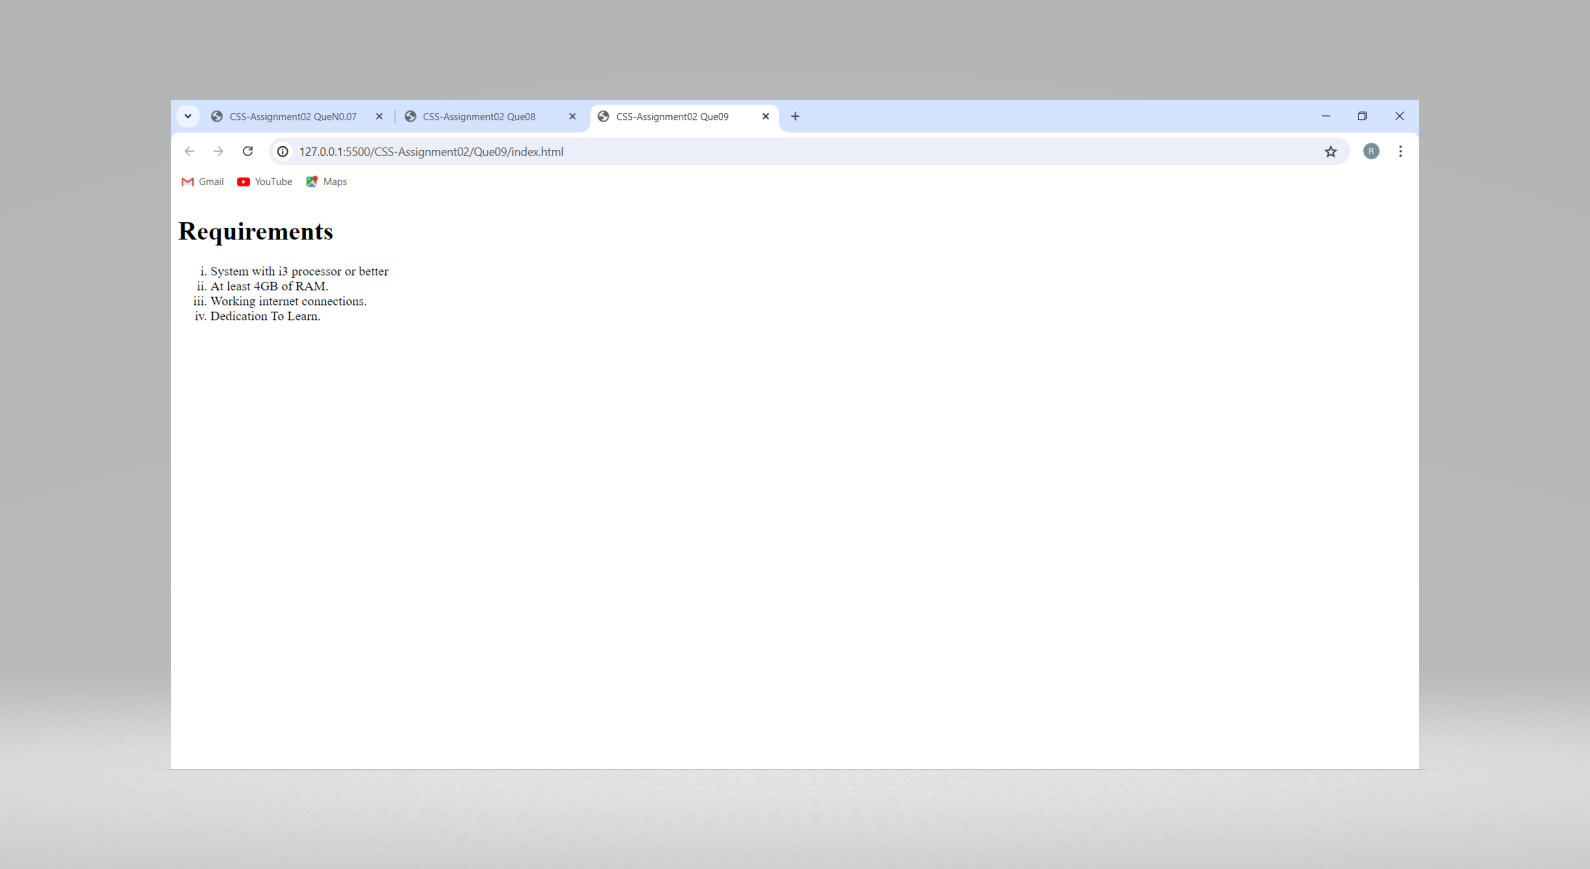 CSS-Assignment02 QueN0.07
CSS-Assignment02 Que08
CSS-Assignment02 Que09
127.0.0.1:5500/CSS-Assignment02/Que09/index.html
R
Gmail
YouTube
Maps
Requirements
i. System with i3 processor or better
ii. At least 4GB of RAM.
iii. Working internet connections.
iv. Dedication To Learn.